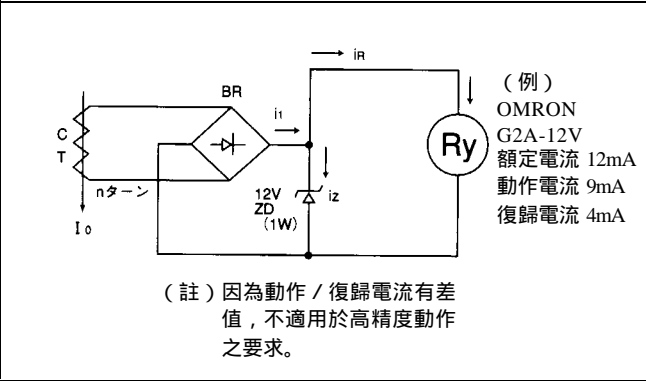 iR
BR
i1
C
T
nターン
I0
12V
ZD
(1W)
iz
Ry
（例）
OMRON
G2A-12V
額定電流 12mA
動作電流 9mA
復歸電流 4mA
（註）因為動作 / 復歸電流有差
值，不適用於高精度動作
之要求。